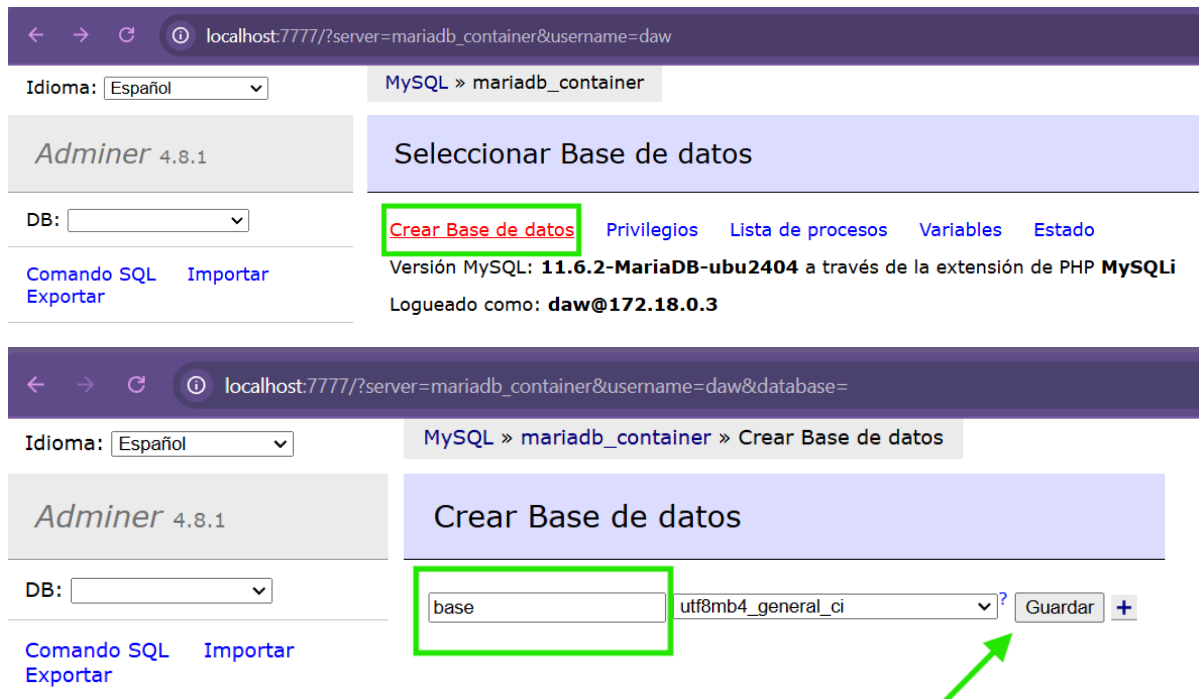 localhost:7777/?server=mariadb_container&username=daw
Idioma: Español
MySQL » mariadb_container
Adminer 4.8.1
Seleccionar Base de datos
DB:
Crear Base de datos Privilegios Lista de procesos Variables Estado
Comando SQL Importar
Exportar
Versión MySQL: 11.6.2-MariaDB-ubu2404 a través de la extensión de PHP MySQLi
Logueado como: daw@172.18.0.3
localhost:7777/?server=mariadb_container&username=daw&database=
Idioma: Español
MySQL » mariadb_container » Crear Base de datos
Adminer 4.8.1
Crear Base de datos
DB:
base utf8mb4_general_ci ? Guardar +
Comando SQL Importar
Exportar